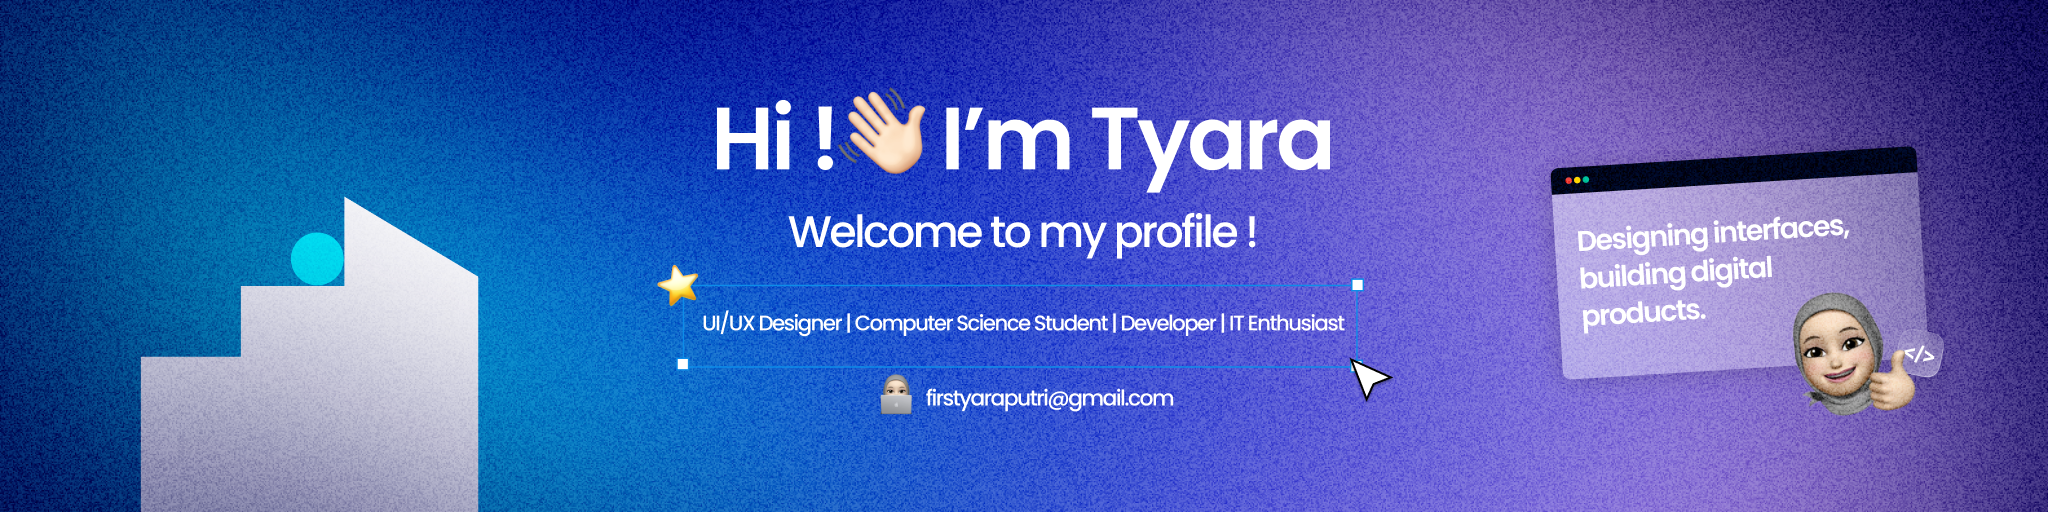 Hi !👋 I’m Tyara
Welcome to my profile !
UI/UX Designer | Computer Science Student | Developer | IT Enthusiast
firstyaraputri@gmail.com
Designing interfaces,
building digital
products.
</>